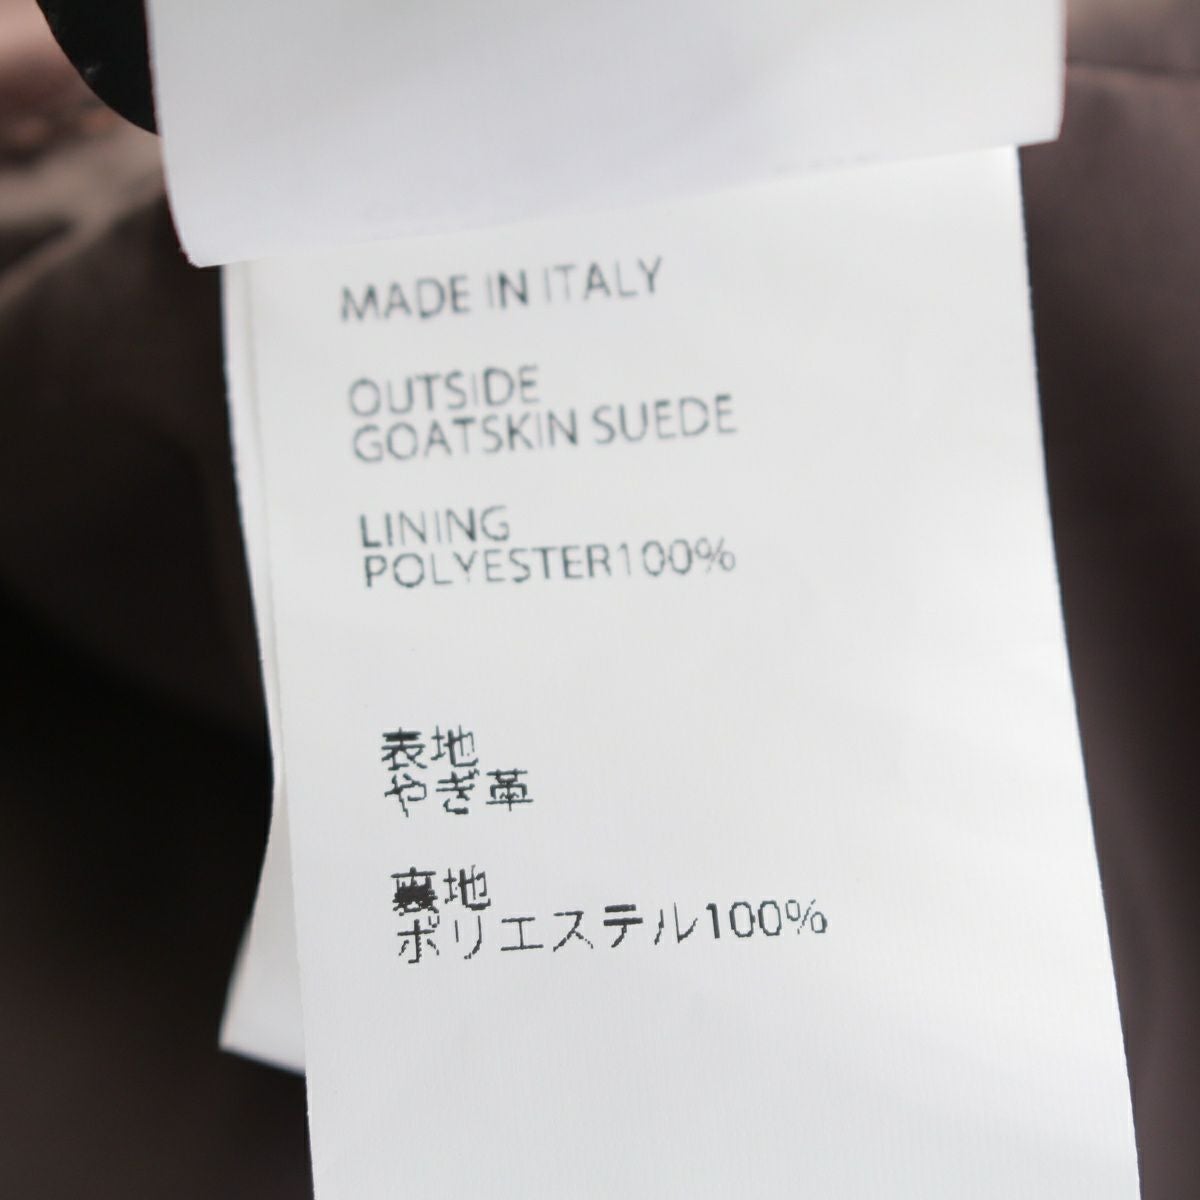 MADE IN ITALY
OUTSIDE
GOATSKIN SUEDE
LINING
POLYESTER100%
表地
やぎ革
裏地
ポリエステル100%